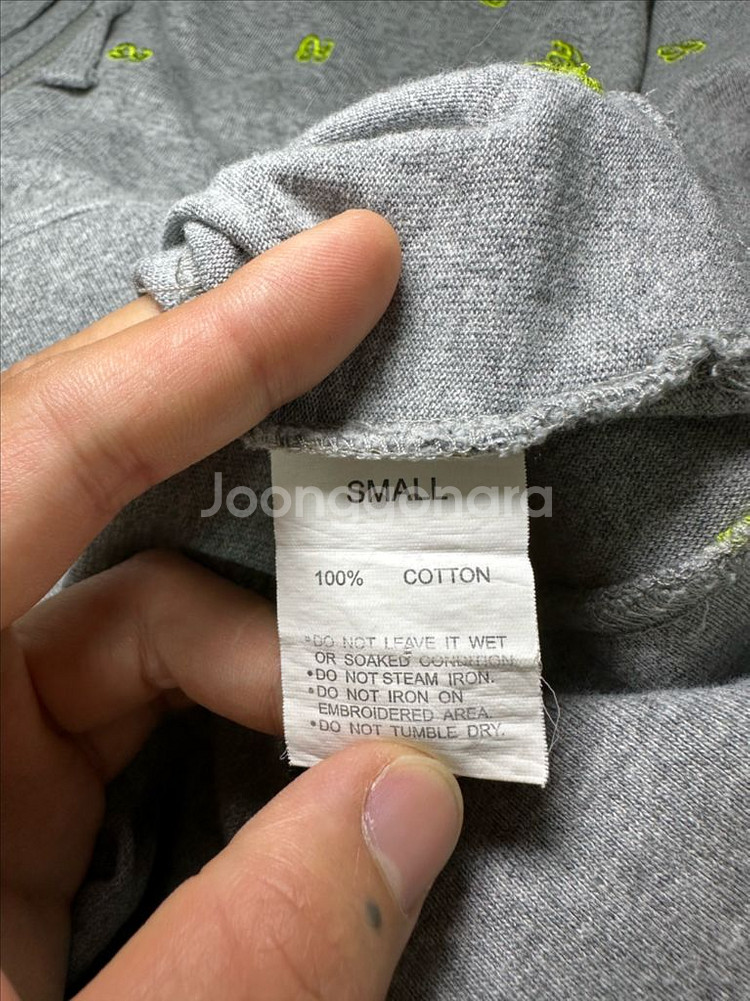 SMALL
Joonggonara
100% COTTON
•DO NOT LEAVE IT WET
OR SOAKED CONDITION
•DO NOT STEAM IRON.
•DO NOT IRON ON
EMBROIDERED AREA.
•DO NOT TUMBLE DRY.